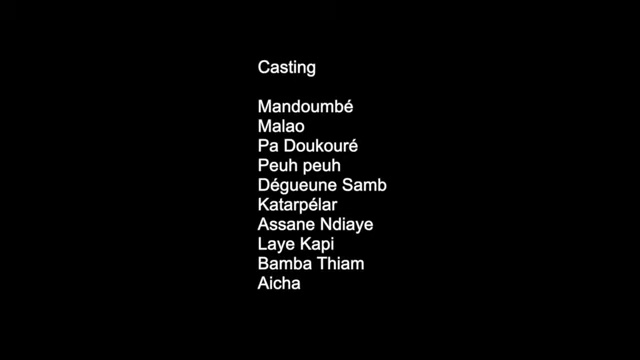 Casting
Mandoumbé
Malao
Pa Doukouré
Peuh peuh
Dégueune Samb
Katarpélar
Assane Ndiaye
Laye Kapi
Bamba Thiam
Aicha